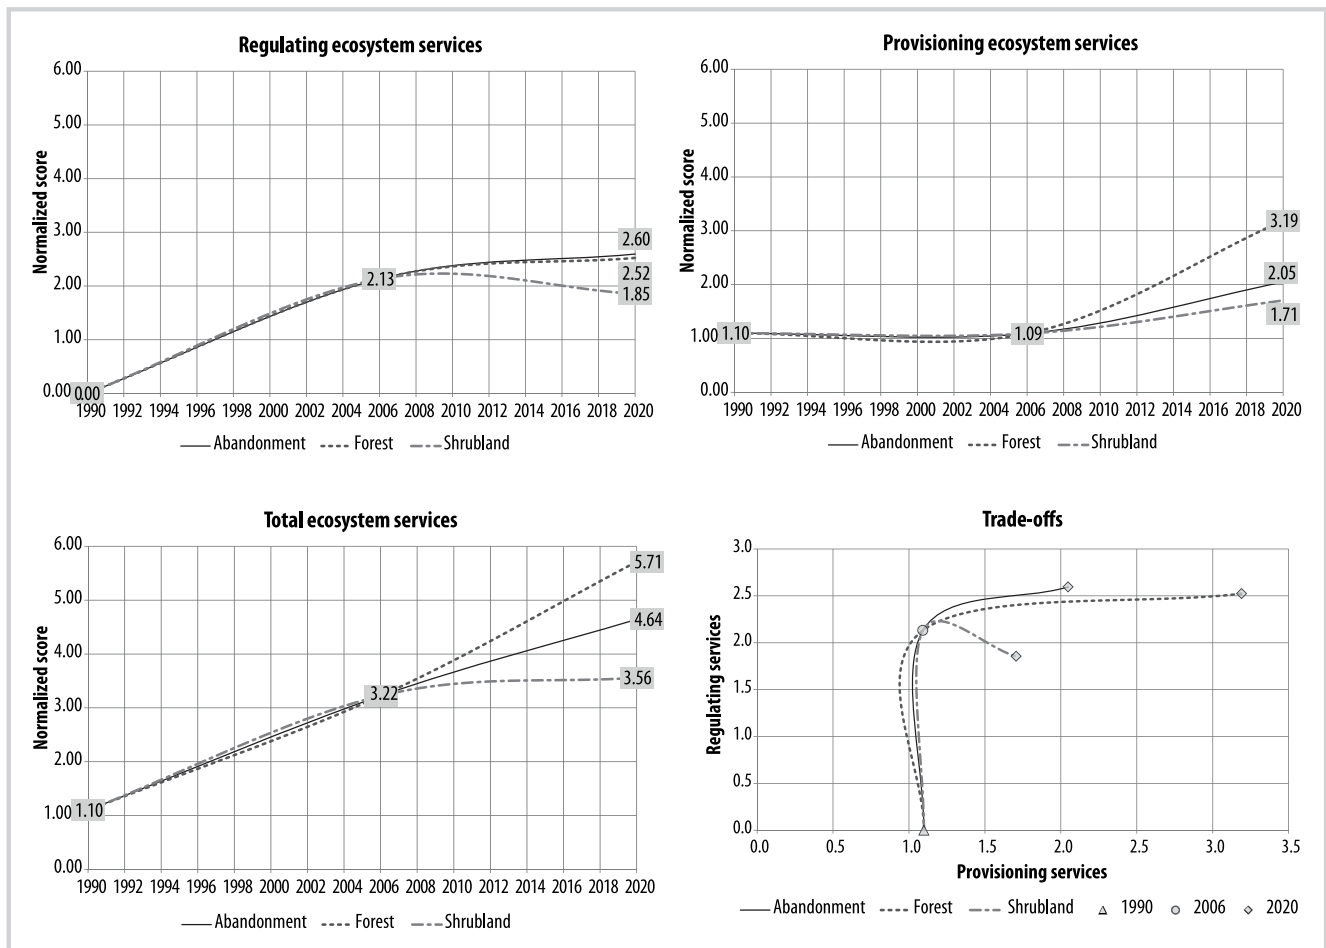 Regulating ecosystem services
Normalized score
6.00
5.00
4.00
3.00
2.00
1.00
0.00
0.00
2.13
2.60
2.52
1.85
1990 1992 1994 1996 1998 2000 2002 2004 2006 2008 2010 2012 2014 2016 2018 2020
Abandonment Forest Shrubland
Provisioning ecosystem services
Normalized score
6.00
5.00
4.00
3.00
2.00
1.00
0.00
1.10
1.09
3.19
2.05
1.71
1990 1992 1994 1996 1998 2000 2002 2004 2006 2008 2010 2012 2014 2016 2018 2020
Abandonment Forest Shrubland
Total ecosystem services
Normalized score
6.00
5.00
4.00
3.00
2.00
1.00
0.00
1.10
3.22
5.71
4.64
3.56
1990 1992 1994 1996 1998 2000 2002 2004 2006 2008 2010 2012 2014 2016 2018 2020
Abandonment Forest Shrubland
Trade-offs
Regulating services
3.0
2.5
2.0
1.5
1.0
0.5
0.0
0.0 0.5 1.0 1.5 2.0 2.5 3.0 3.5
Provisioning services
Abandonment Forest Shrubland 1990 2006 2020